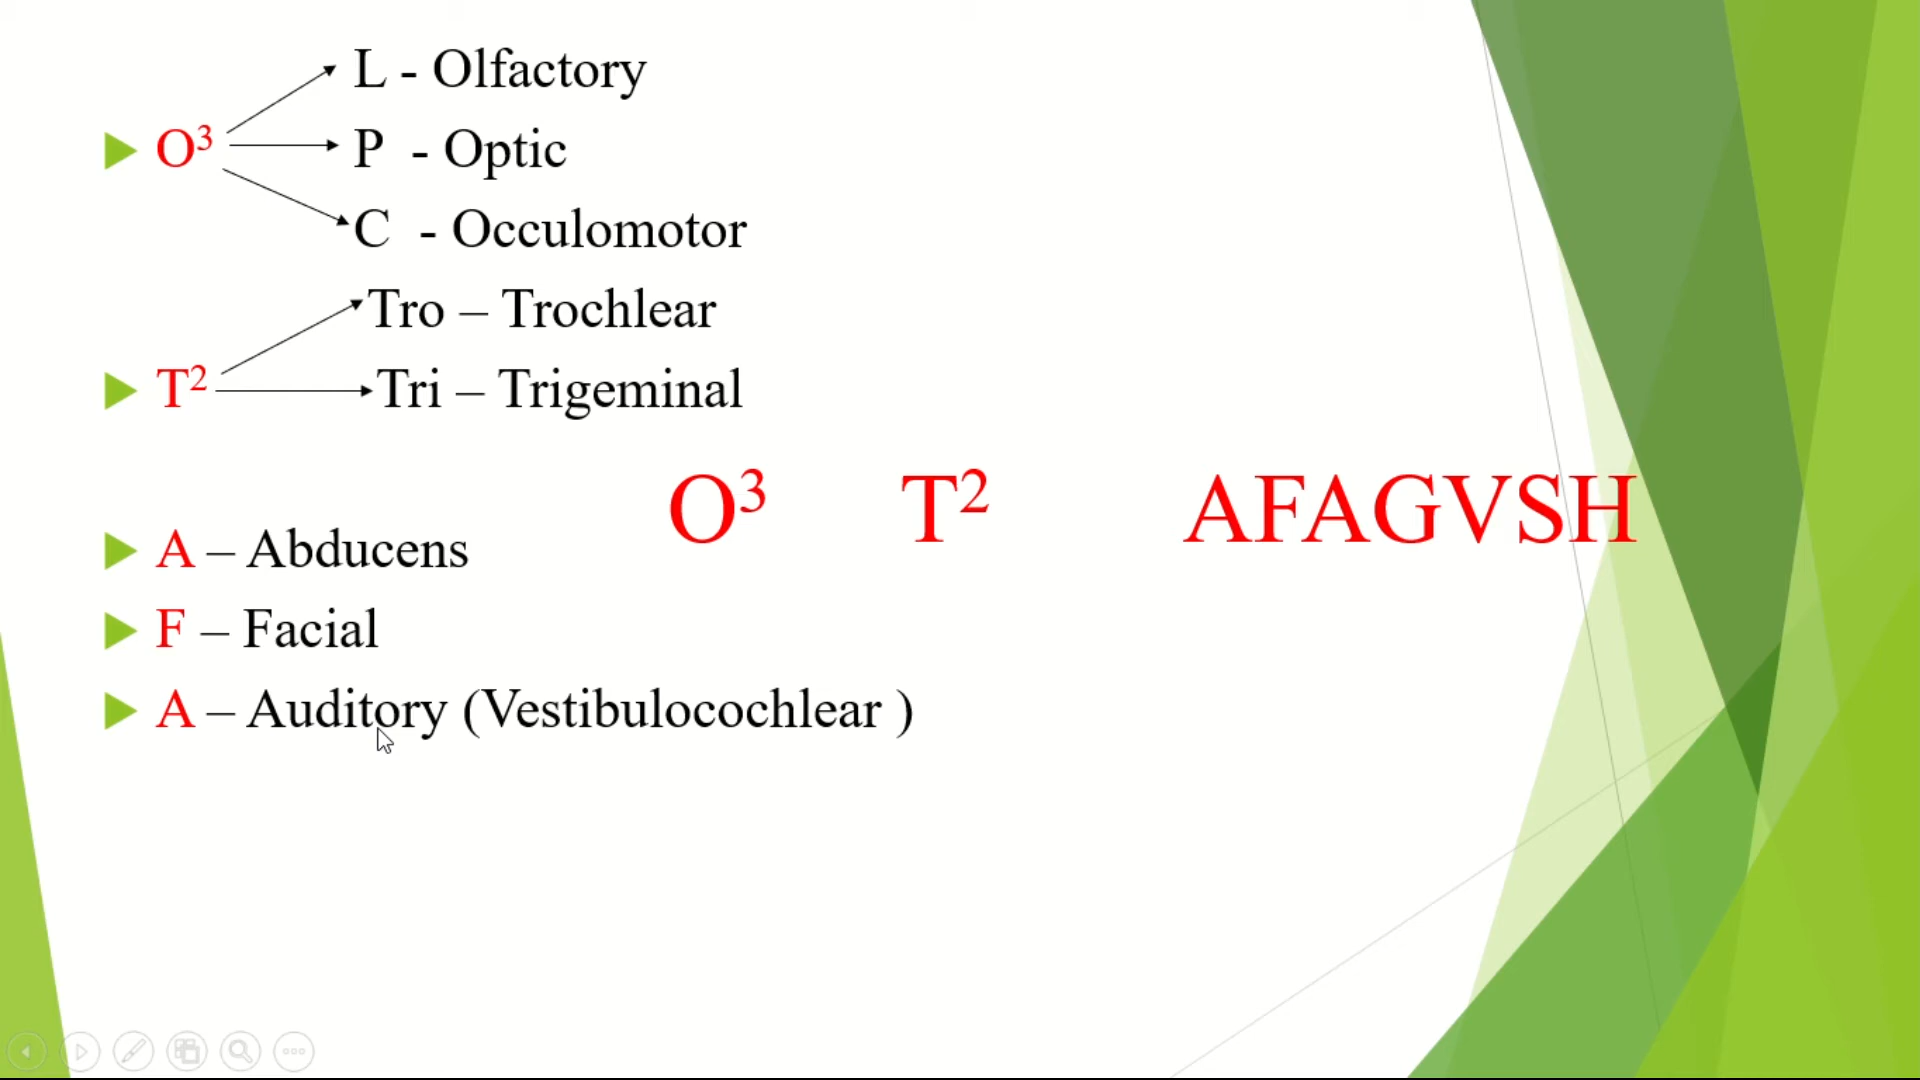 L - Olfactory
O³
P - Optic
C - Occulomotor
Tro – Trochlear
T²
Tri – Trigeminal
O³ T² AFAGVSH
A – Abducens
F – Facial
A – Auditory (Vestibulocochlear )